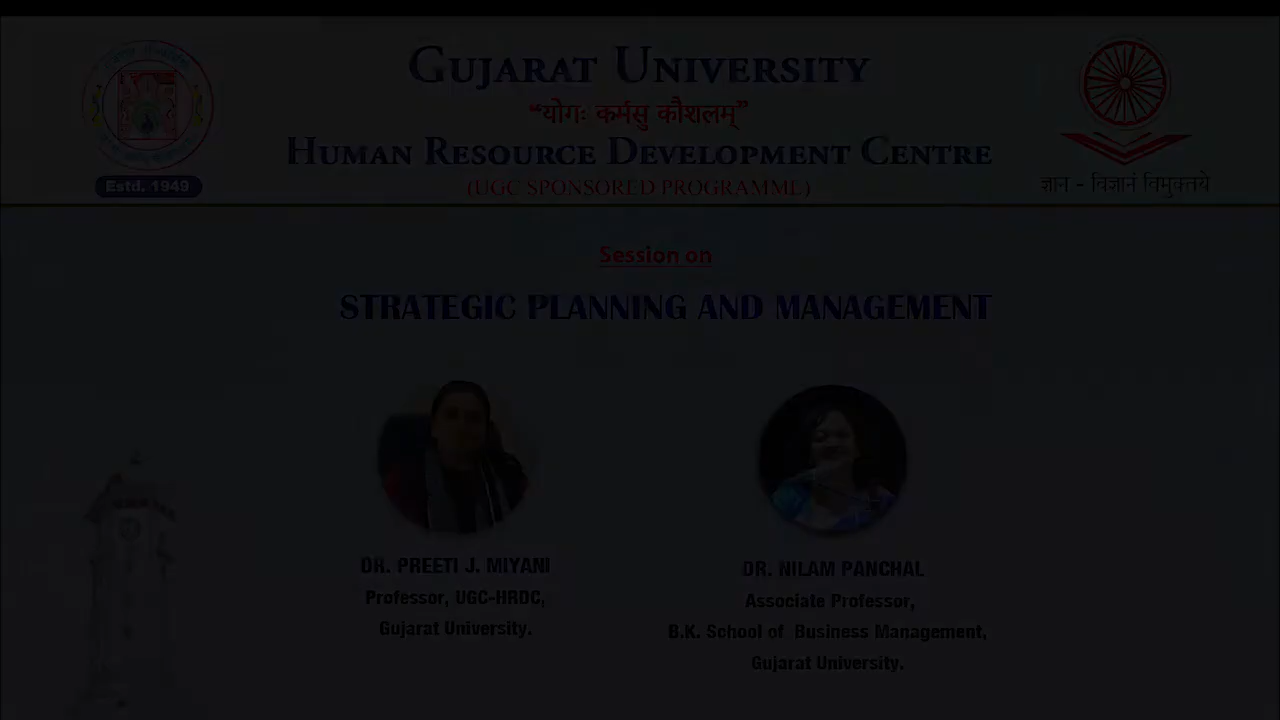 Gujarat University
“योगः कर्मसु कौशलम्”
Human Resource Development Centre
(UGC SPONSORED PROGRAMME)
Estd. 1949
ज्ञान - विज्ञानं विमुक्तये
Session on
STRATEGIC PLANNING AND MANAGEMENT
DR. PREETI J. MIYANI
Professor, UGC-HRDC,
Gujarat University.
DR. NILAM PANCHAL
Associate Professor,
B.K. School of Business Management,
Gujarat University.